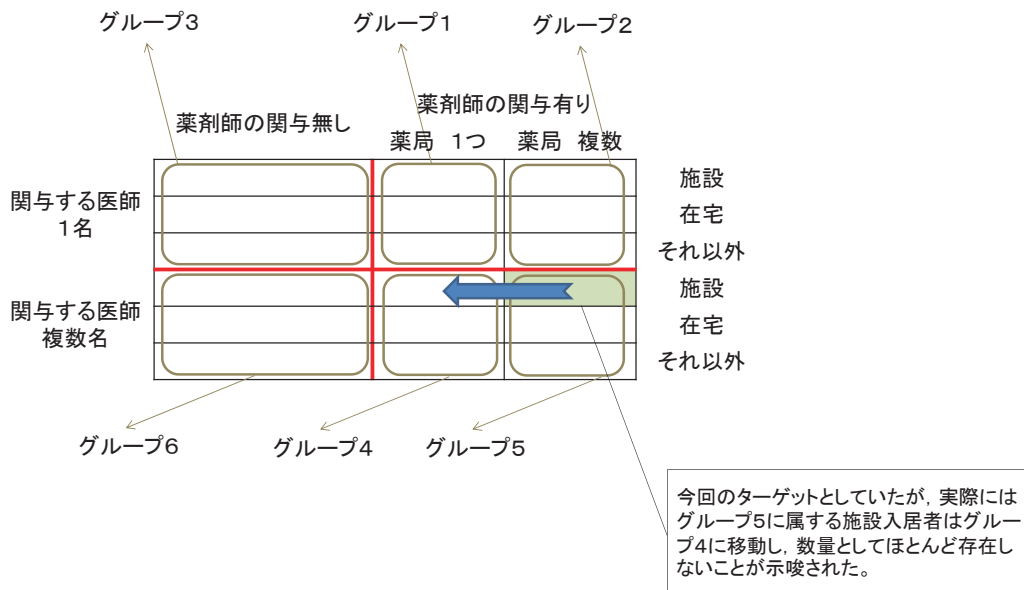 グループ3
グループ1
グループ2
薬剤師の関与無し
薬剤師の関与有り
薬局 1つ
薬局 複数
関与する医師
1名
施設
在宅
それ以外
関与する医師
複数名
施設
在宅
それ以外
グループ6
グループ4
グループ5
今回のターゲットとしていたが, 実際には
グループ5に属する施設入居者はグルー
プ4に移動し, 数量としてほとんど存在し
ないことが示唆された。